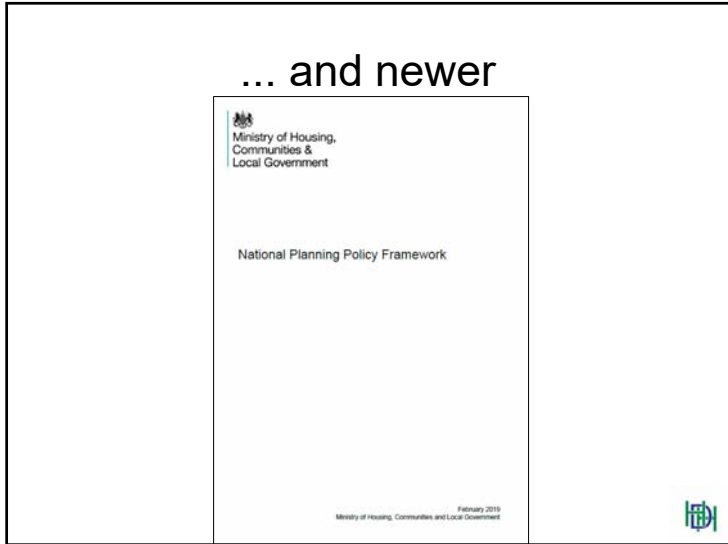 ... and newer
Ministry of Housing,
Communities &
Local Government
National Planning Policy Framework
February 2019
Ministry of Housing, Communities and Local Government
HDH